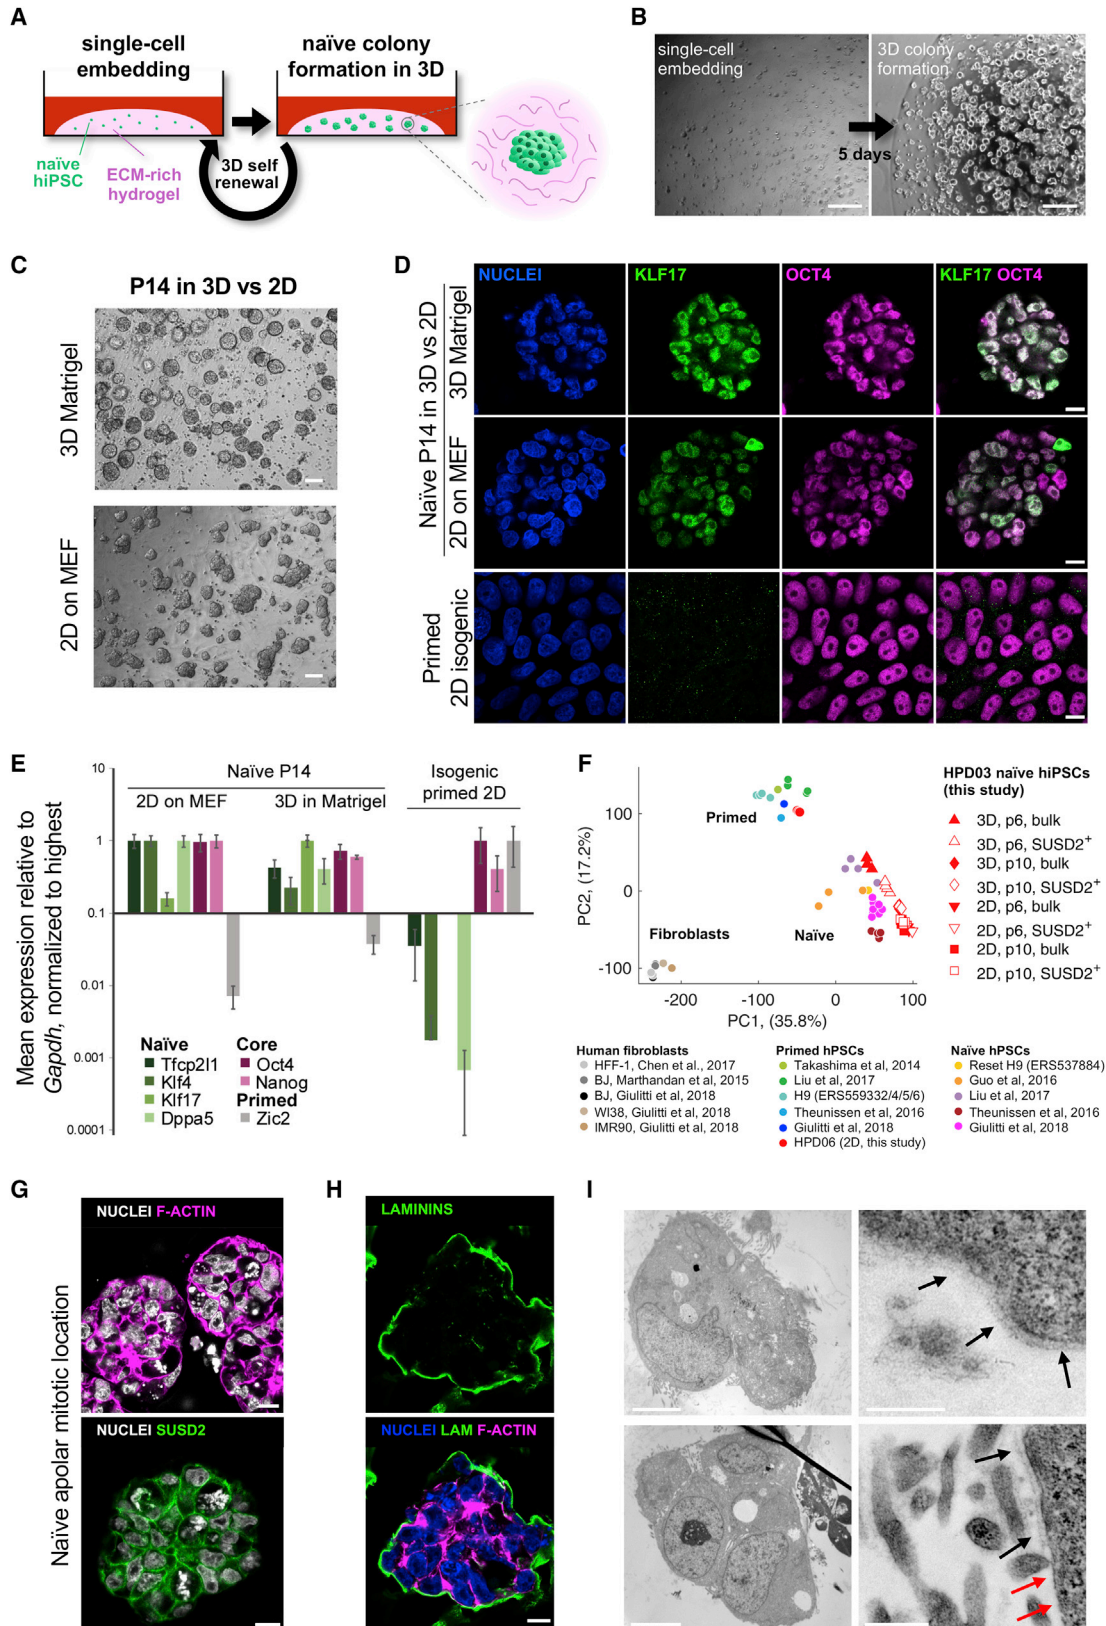 A
single-cell
embedding
naïve colony
formation in 3D
naïve
hiPSC
ECM-rich
hydrogel
3D self
renewal
B
single-cell
embedding
3D colony
formation
5 days
C
P14 in 3D vs 2D
3D Matrigel
2D on MEF
D
NUCLEI
KLF17
OCT4
KLF17 OCT4
Naïve P14 in 3D vs 2D
3D Matrigel
2D on MEF
Primed
2D isogenic
E
Mean expression relative to
Gapdh, normalized to highest
10
1
0.1
0.01
0.001
0.0001
Naïve P14
2D on MEF
3D in Matrigel
Isogenic
primed 2D
Naïve
Tfcp2l1
Klf4
Klf17
Dppa5
Core
Oct4
Nanog
Primed
Zic2
F
PC2, (17.2%)
100
0
-100
-200
-100
0
100
PC1, (35.8%)
Primed
Naïve
Fibroblasts
HPD03 naïve hiPSCs
(this study)
3D, p6, bulk
3D, p6, SUSD2+
3D, p10, bulk
3D, p10, SUSD2+
2D, p6, bulk
2D, p6, SUSD2+
2D, p10, bulk
2D, p10, SUSD2+
Human fibroblasts
HFF-1, Chen et al., 2017
BJ, Marthandan et al, 2015
BJ, Giulitti et al, 2018
WI38, Giulitti et al, 2018
IMR90, Giulitti et al, 2018
Primed hPSCs
Takashima et al, 2014
Liu et al, 2017
H9 (ERS559332/4/5/6)
Theunissen et al, 2016
Giulitti et al, 2018
HPD06 (2D, this study)
Naïve hPSCs
Reset H9 (ERS537884)
Guo et al, 2016
Liu et al, 2017
Theunissen et al, 2016
Giulitti et al, 2018
G
Naïve apolar mitotic location
NUCLEI F-ACTIN
NUCLEI SUSD2
H
LAMININS
NUCLEI LAM F-ACTIN
I